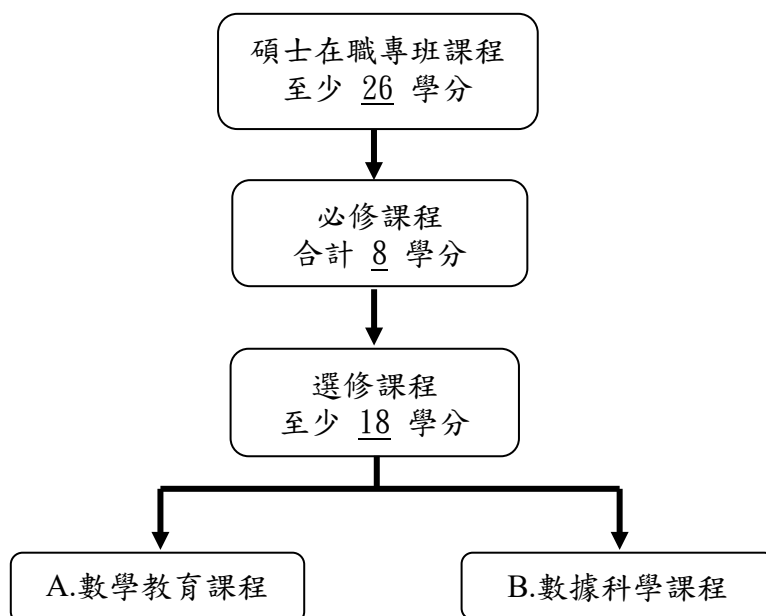 碩士在職專班課程
至少 26 學分
必修課程
合計 8 學分
選修課程
至少 18 學分
A.數學教育課程
B.數據科學課程